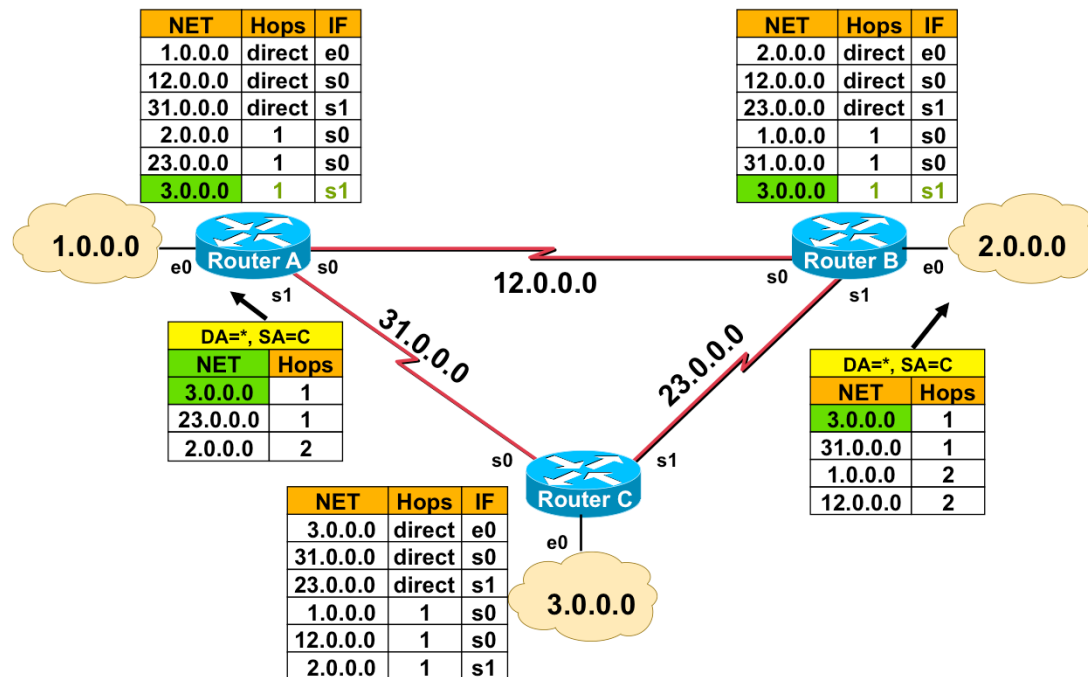 NET Hops IF
1.0.0.0 direct e0
12.0.0.0 direct s0
31.0.0.0 direct s1
2.0.0.0 1 s0
23.0.0.0 1 s0
3.0.0.0 1 s1
NET Hops IF
2.0.0.0 direct e0
12.0.0.0 direct s0
23.0.0.0 direct s1
1.0.0.0 1 s0
31.0.0.0 1 s0
3.0.0.0 1 s1
1.0.0.0
e0
Router A
s0
s1
12.0.0.0
s0
Router B
s1
e0
2.0.0.0
31.0.0.0
23.0.0.0
DA=*, SA=C
NET Hops
3.0.0.0 1
23.0.0.0 1
2.0.0.0 2
DA=*, SA=C
NET Hops
3.0.0.0 1
31.0.0.0 1
1.0.0.0 2
12.0.0.0 2
s0
s1
Router C
e0
3.0.0.0
NET Hops IF
3.0.0.0 direct e0
31.0.0.0 direct s0
23.0.0.0 direct s1
1.0.0.0 1 s0
12.0.0.0 1 s0
2.0.0.0 1 s1